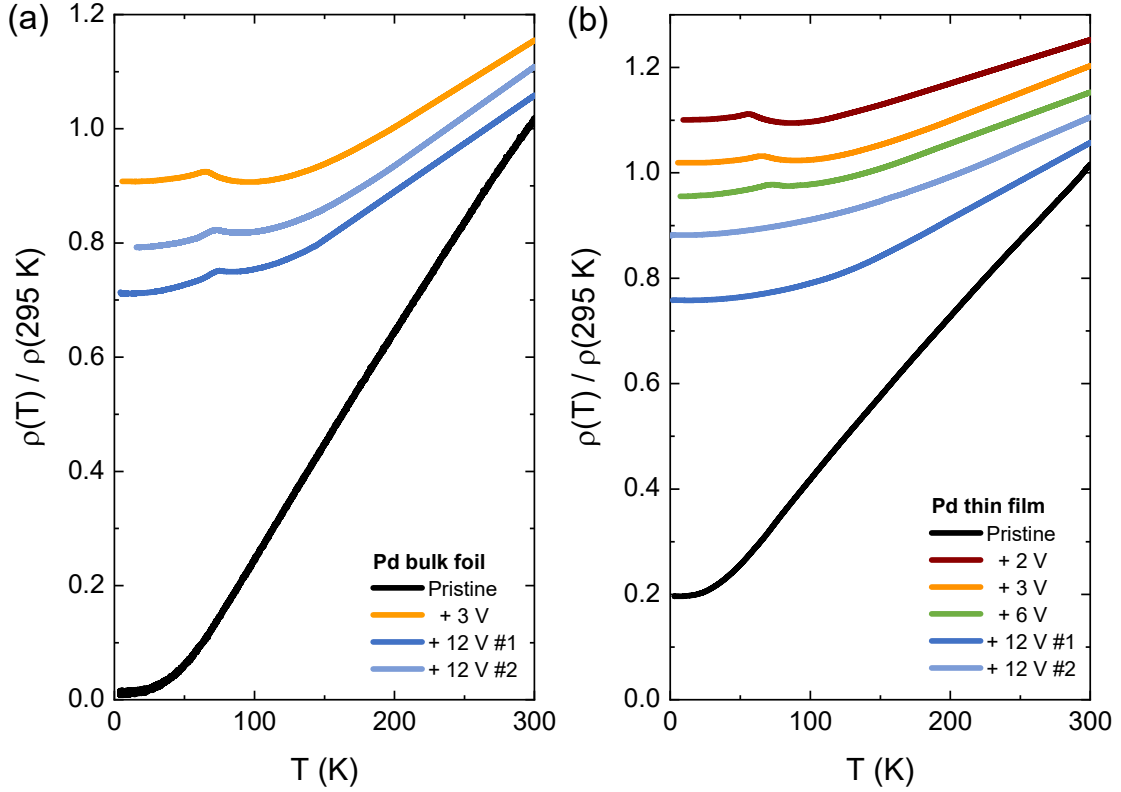 (a)
1.2
1.0
0.8
0.6
0.4
0.2
0.0
ρ(T) / ρ(295 K)
0
100
200
300
T (K)
Pd bulk foil
Pristine
+ 3 V
+ 12 V #1
+ 12 V #2
(b)
1.2
1.0
0.8
0.6
0.4
0.2
0.0
ρ(T) / ρ(295 K)
0
100
200
300
T (K)
Pd thin film
Pristine
+ 2 V
+ 3 V
+ 6 V
+ 12 V #1
+ 12 V #2